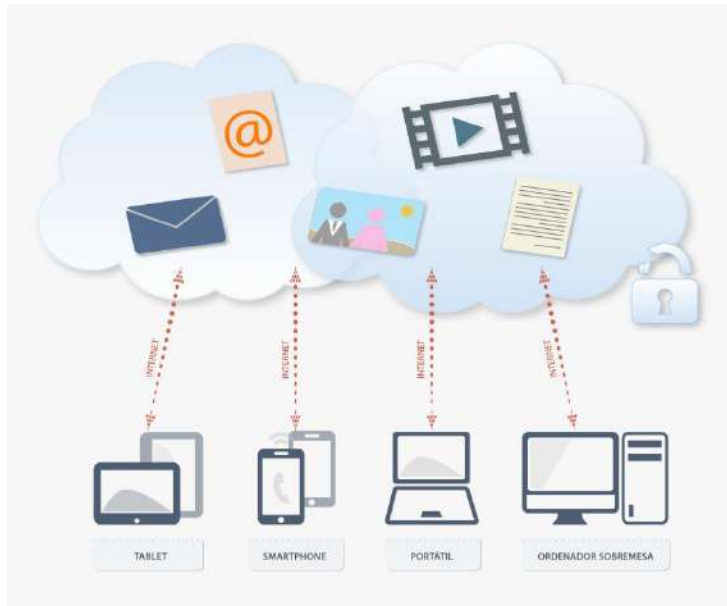 @
INTERNET
INTERNET
INTERNET
INTERNET
TABLET
SMARTPHONE
PORTÁTIL
ORDENADOR SOBREMESA